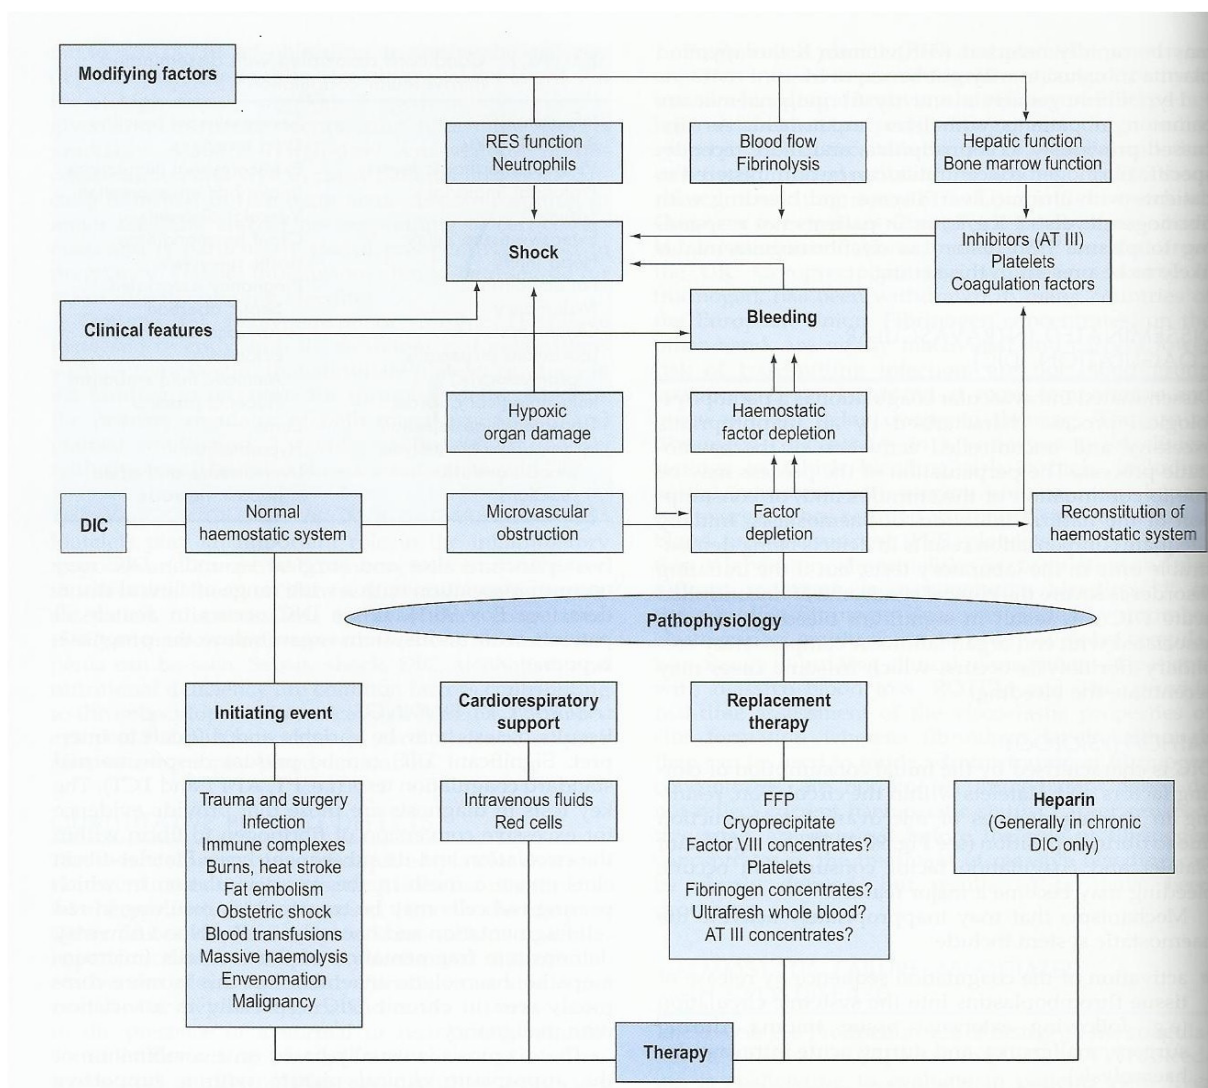 Modifying factors
RES function
Neutrophils
Blood flow
Fibrinolysis
Hepatic function
Bone marrow function
Shock
Inhibitors (AT III)
Platelets
Coagulation factors
Clinical features
Bleeding
Hypoxic
organ damage
Haemostatic
factor depletion
DIC
Normal
haemostatic system
Microvascular
obstruction
Factor
depletion
Reconstitution of
haemostatic system
Pathophysiology
Initiating event
Cardiorespiratory
support
Replacement
therapy
Trauma and surgery
Infection
Immune complexes
Burns, heat stroke
Fat embolism
Obstetric shock
Blood transfusions
Massive haemolysis
Envenomation
Malignancy
Intravenous fluids
Red cells
FFP
Cryoprecipitate
Factor VIII concentrates?
Platelets
Fibrinogen concentrates?
Ultrafresh whole blood?
AT III concentrates?
Heparin
(Generally in chronic
DIC only)
Therapy